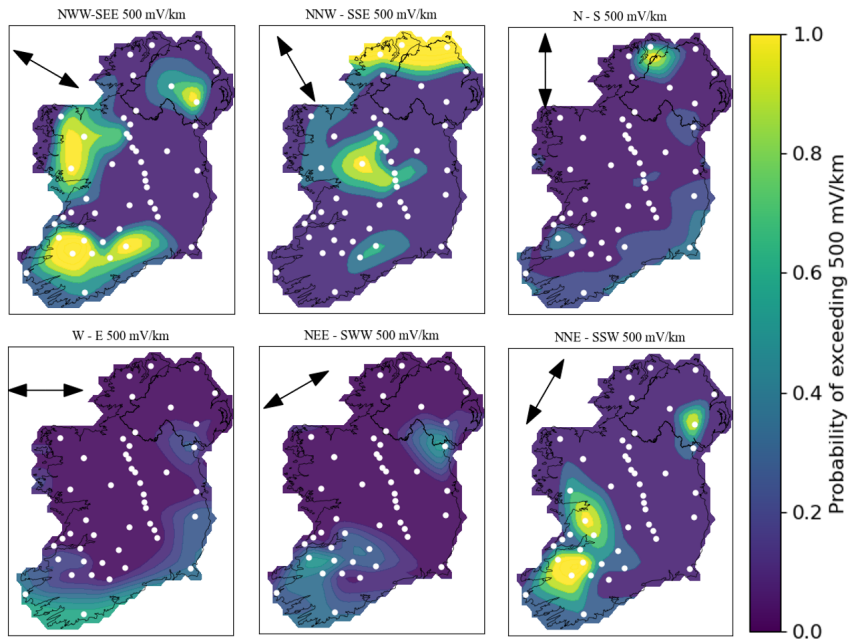 NWW-SEE 500 mV/km
NNW - SSE 500 mV/km
N - S 500 mV/km
W - E 500 mV/km
NEE - SWW 500 mV/km
NNE - SSW 500 mV/km
1.0
0.8
0.6
0.4
0.2
0.0
Probability of exceeding 500 mV/km